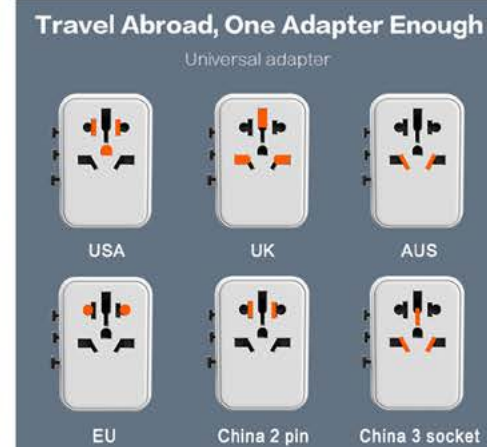 Travel Abroad, One Adapter Enough
Universal adapter
USA
UK
AUS
EU
China 2 pin
China 3 socket